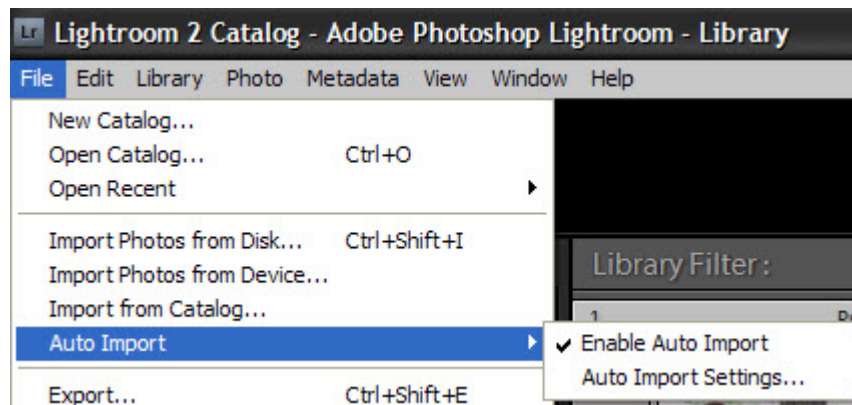 Lr Lightroom 2 Catalog - Adobe Photoshop Lightroom - Library
File Edit Library Photo Metadata View Window Help
New Catalog...
Open Catalog... Ctrl+O
Open Recent
Import Photos from Disk... Ctrl+Shift+I
Import Photos from Device...
Import from Catalog...
Auto Import
Export... Ctrl+Shift+E
Library Filter :
1
Enable Auto Import
Auto Import Settings...